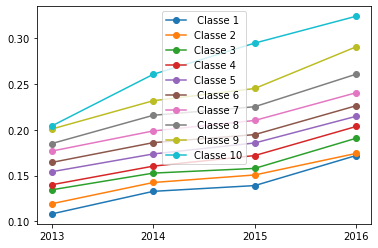 0.30
0.25
0.20
0.15
0.10
Classe 1
Classe 2
Classe 3
Classe 4
Classe 5
Classe 6
Classe 7
Classe 8
Classe 9
Classe 10
2013 2014 2015 2016